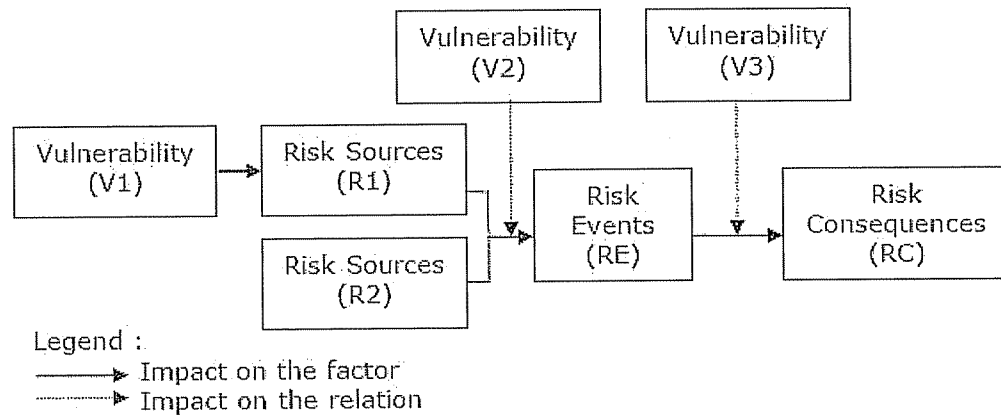 Vulnerability
(V2)
Vulnerability
(V3)
Vulnerability
(V1)
Risk Sources
(R1)
Risk Sources
(R2)
Risk
Events
(RE)
Risk
Consequences
(RC)
Legend :
Impact on the factor
Impact on the relation